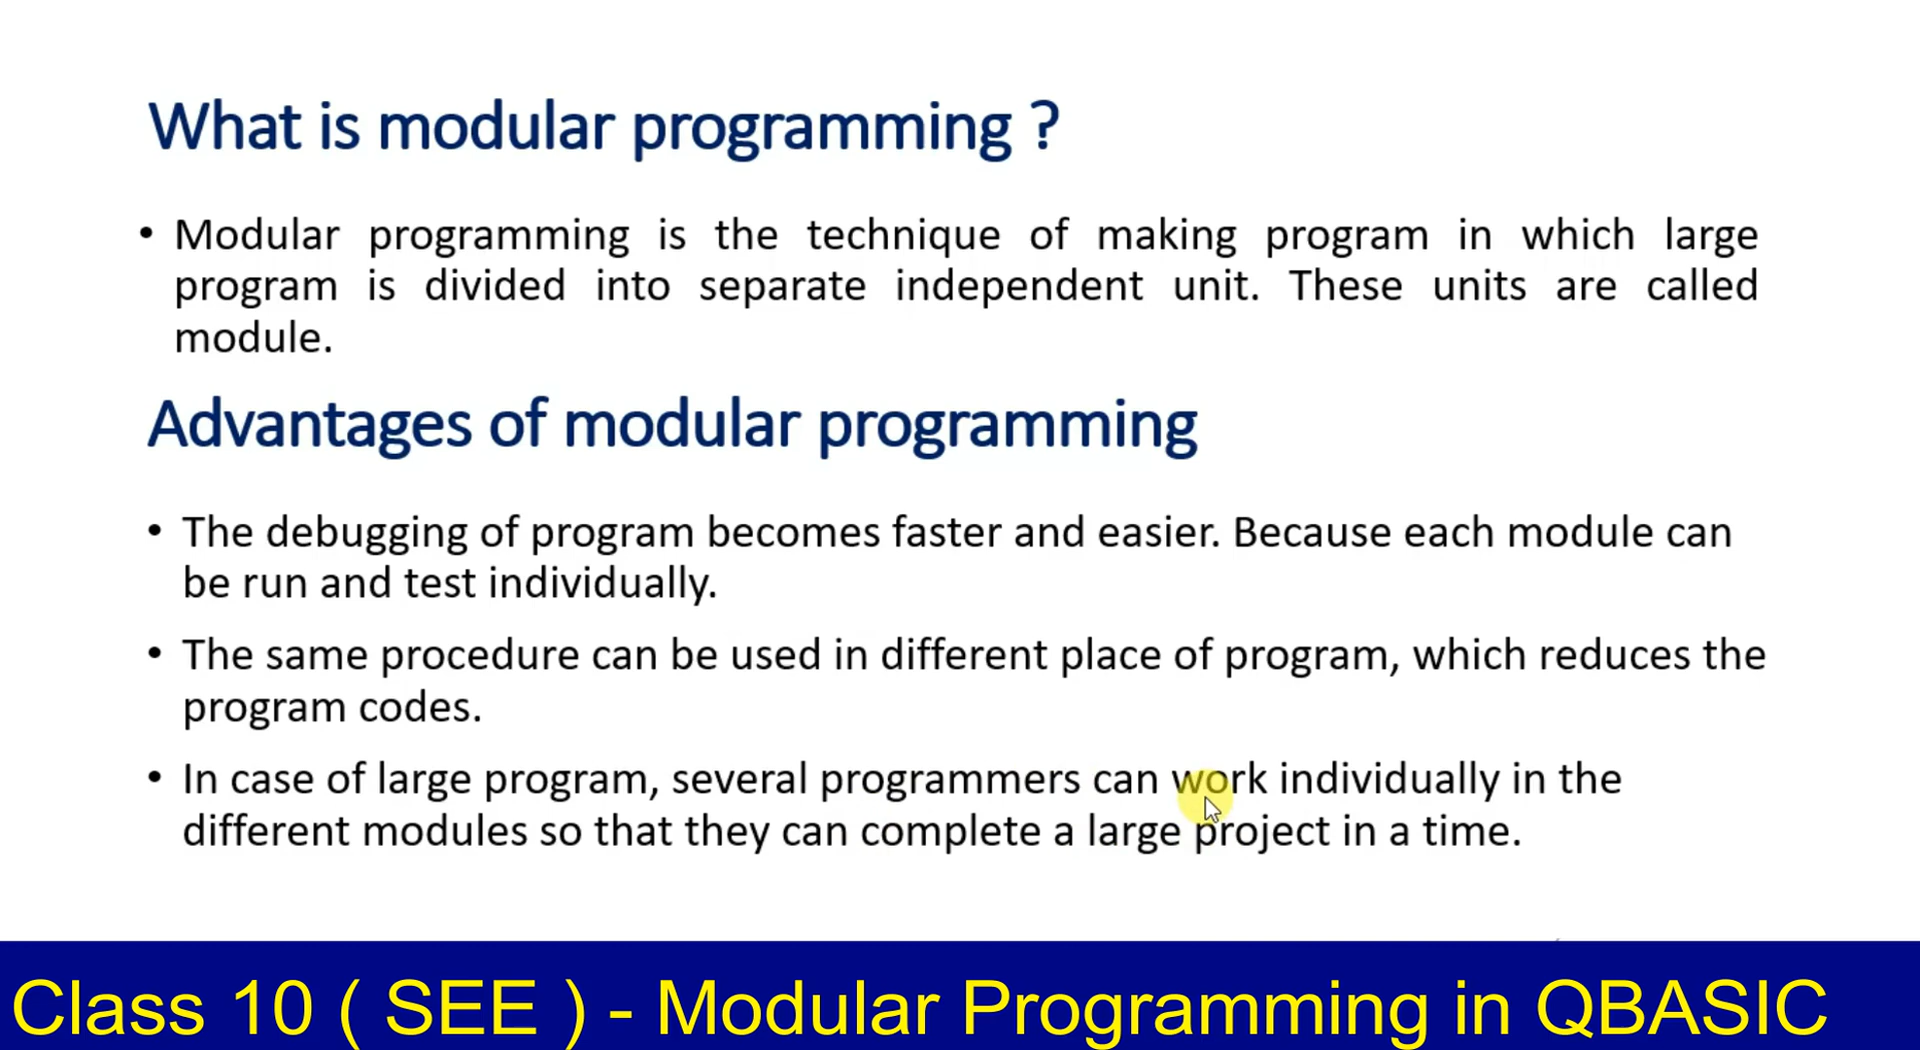 What is modular programming ?
• Modular programming is the technique of making program in which large
program is divided into separate independent unit. These units are called
module.
Advantages of modular programming
• The debugging of program becomes faster and easier. Because each module can
be run and test individually.
• The same procedure can be used in different place of program, which reduces the
program codes.
• In case of large program, several programmers can work individually in the
different modules so that they can complete a large project in a time.
Class 10 ( SEE ) - Modular Programming in QBASIC